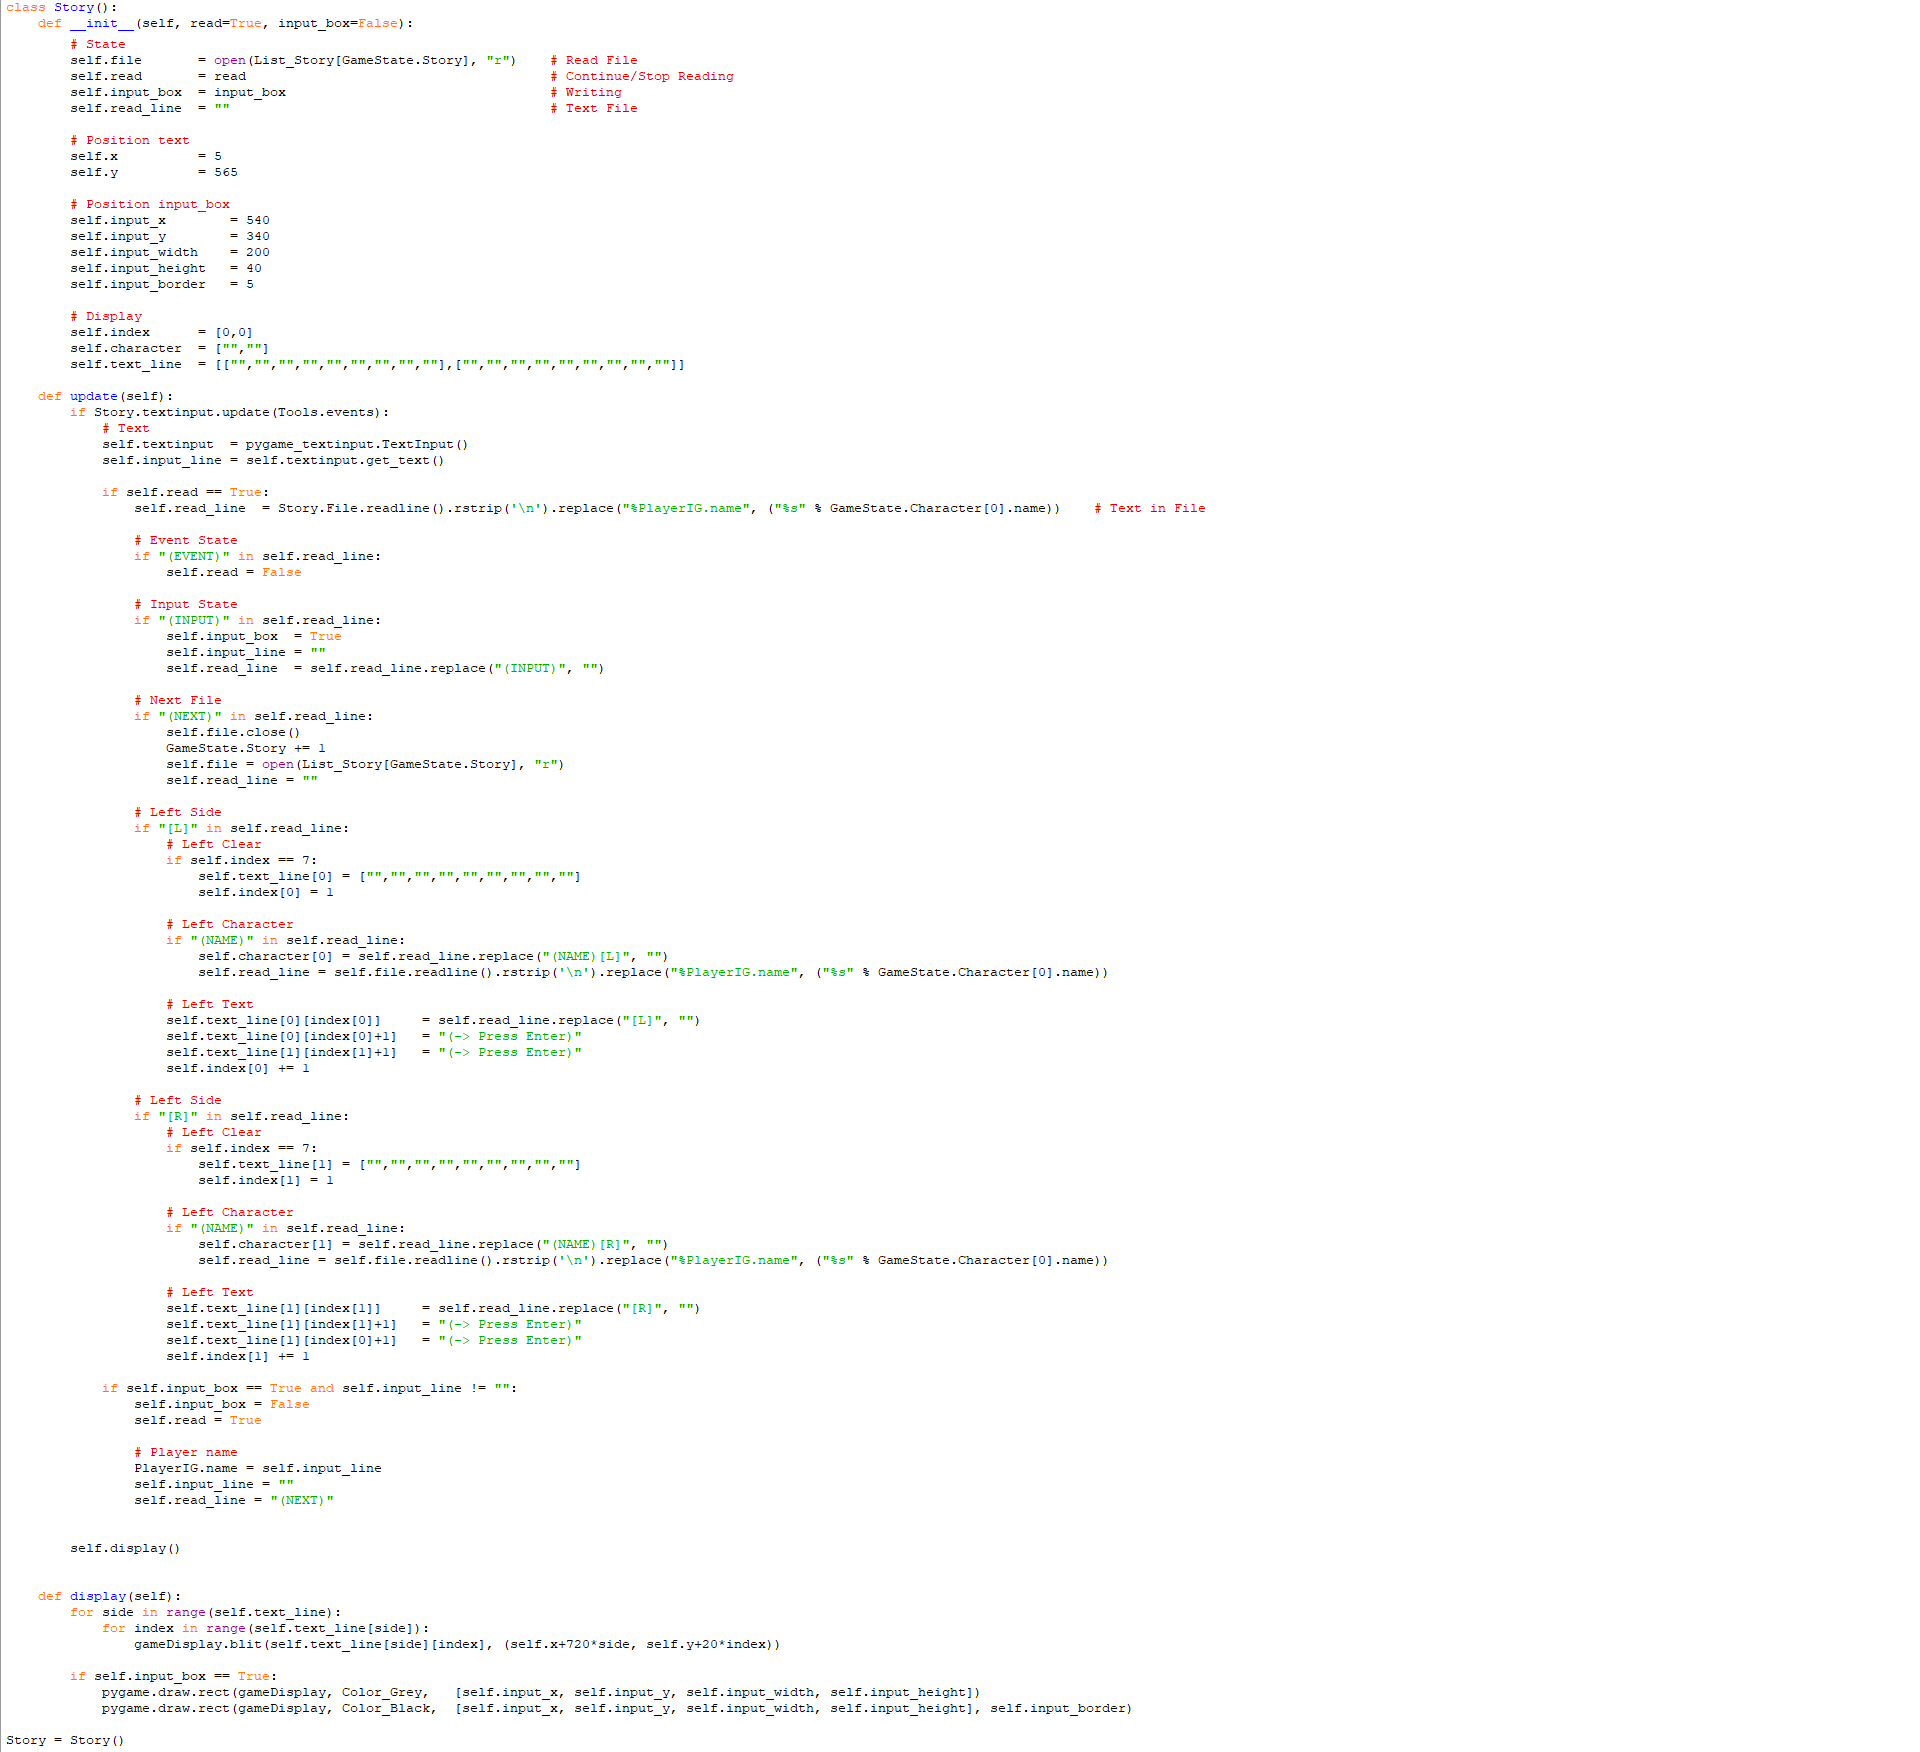 class Story():
    def __init__(self, read=True, input_box=False):
        # State
        self.file       = open(List_Story[GameState.Story], "r")    # Read File
        self.read       = read                                      # Continue/Stop Reading
        self.input_box  = input_box                                 # Writing
        self.read_line  = ""                                        # Text File

        # Position text
        self.x          = 5
        self.y          = 565

        # Position input_box
        self.input_x        = 540
        self.input_y        = 340
        self.input_width    = 200
        self.input_height   = 40
        self.input_border   = 5

        # Display
        self.index      = [0,0]
        self.character  = ["",""]
        self.text_line  = [["","","","","","","","",""],["","","","","","","","",""]]

    def update(self):
        if Story.textinput.update(Tools.events):
            # Text
            self.textinput  = pygame_textinput.TextInput()
            self.input_line = self.textinput.get_text()

            if self.read == True:
                self.read_line  = Story.File.readline().rstrip('\n').replace("%PlayerIG.name", ("%s" % GameState.Character[0].name))    # Text in File

                # Event State
                if "(EVENT)" in self.read_line:
                    self.read = False

                # Input State
                if "(INPUT)" in self.read_line:
                    self.input_box  = True
                    self.input_line = ""
                    self.read_line  = self.read_line.replace("(INPUT)", "")

                # Next File
                if "(NEXT)" in self.read_line:
                    self.file.close()
                    GameState.Story += 1
                    self.file = open(List_Story[GameState.Story], "r")
                    self.read_line = ""

                # Left Side
                if "[L]" in self.read_line:
                    # Left Clear
                    if self.index == 7:
                        self.text_line[0] = ["","","","","","","","",""]
                        self.index[0] = 1

                    # Left Character
                    if "(NAME)" in self.read_line:
                        self.character[0] = self.read_line.replace("(NAME)[L]", "")
                        self.read_line = self.file.readline().rstrip('\n').replace("%PlayerIG.name", ("%s" % GameState.Character[0].name))

                    # Left Text
                    self.text_line[0][index[0]]     = self.read_line.replace("[L]", "")
                    self.text_line[0][index[0]+1]   = "(-> Press Enter)"
                    self.text_line[1][index[1]+1]   = "(-> Press Enter)"
                    self.index[0] += 1

                # Left Side
                if "[R]" in self.read_line:
                    # Left Clear
                    if self.index == 7:
                        self.text_line[1] = ["","","","","","","","",""]
                        self.index[1] = 1

                    # Left Character
                    if "(NAME)" in self.read_line:
                        self.character[1] = self.read_line.replace("(NAME)[R]", "")
                        self.read_line = self.file.readline().rstrip('\n').replace("%PlayerIG.name", ("%s" % GameState.Character[0].name))

                    # Left Text
                    self.text_line[1][index[1]]     = self.read_line.replace("[R]", "")
                    self.text_line[1][index[1]+1]   = "(-> Press Enter)"
                    self.text_line[1][index[0]+1]   = "(-> Press Enter)"
                    self.index[1] += 1

            if self.input_box == True and self.input_line != "":
                self.input_box = False
                self.read = True

                # Player name
                PlayerIG.name = self.input_line
                self.input_line = ""
                self.read_line = "(NEXT)"


        self.display()


    def display(self):
        for side in range(self.text_line):
            for index in range(self.text_line[side]):
                gameDisplay.blit(self.text_line[side][index], (self.x+720*side, self.y+20*index))

        if self.input_box == True:
            pygame.draw.rect(gameDisplay, Color_Grey,   [self.input_x, self.input_y, self.input_width, self.input_height])
            pygame.draw.rect(gameDisplay, Color_Black,  [self.input_x, self.input_y, self.input_width, self.input_height], self.input_border)

Story = Story()